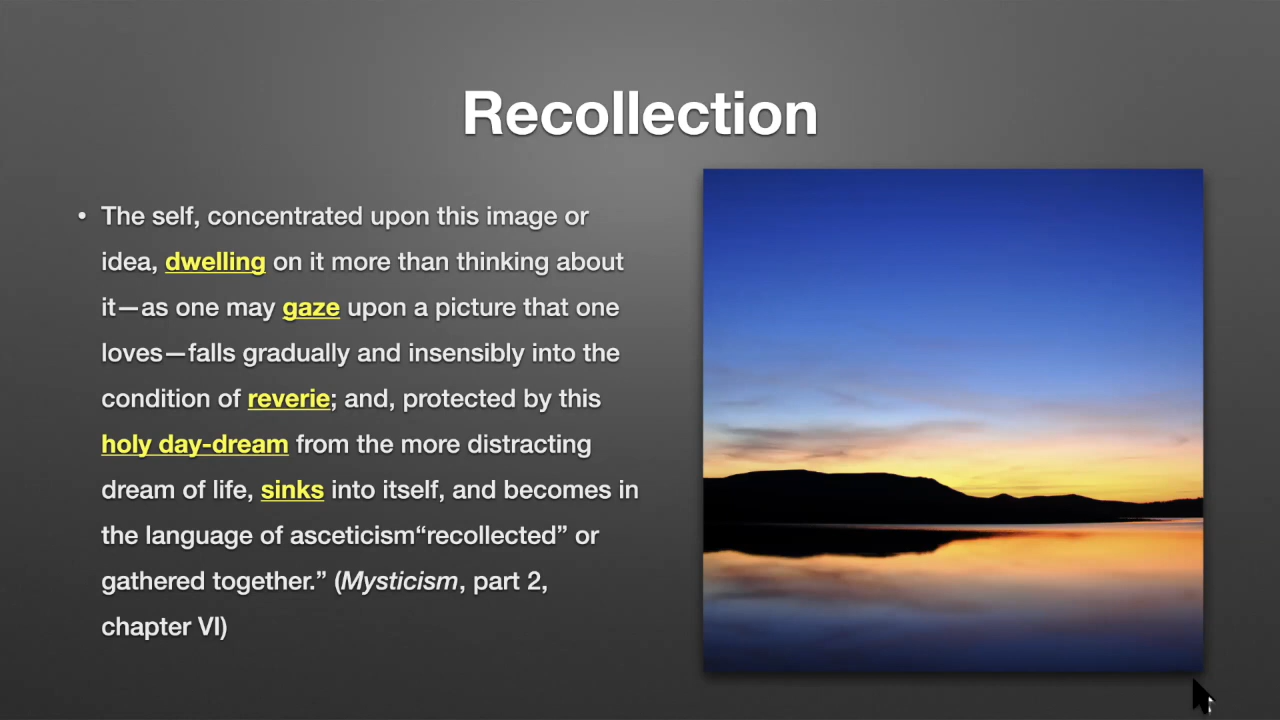 Recollection
• The self, concentrated upon this image or
idea, dwelling on it more than thinking about
it—as one may gaze upon a picture that one
loves—falls gradually and insensibly into the
condition of reverie; and, protected by this
holy day-dream from the more distracting
dream of life, sinks into itself, and becomes in
the language of asceticism“recollected” or
gathered together.” (Mysticism, part 2,
chapter VI)